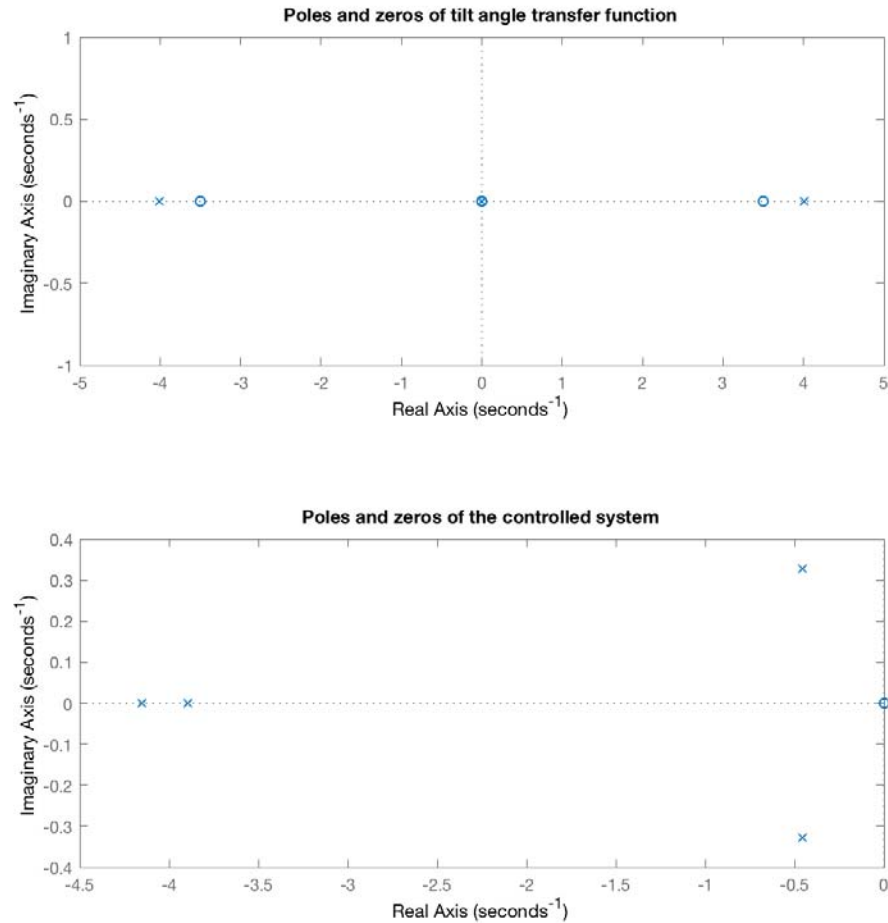 Poles and zeros of tilt angle transfer function
1
0.5
0
-0.5
-1
Imaginary Axis (seconds⁻¹)
-5 -4 -3 -2 -1 0 1 2 3 4 5
Real Axis (seconds⁻¹)
Poles and zeros of the controlled system
0.4
0.3
0.2
0.1
0
-0.1
-0.2
-0.3
-0.4
Imaginary Axis (seconds⁻¹)
-4.5 -4 -3.5 -3 -2.5 -2 -1.5 -1 -0.5 0
Real Axis (seconds⁻¹)